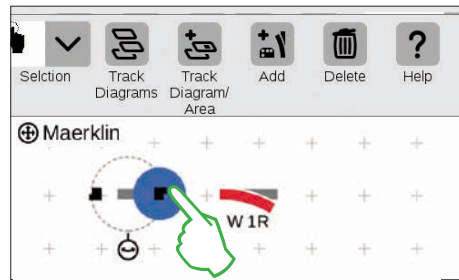 Selction Track Diagrams Track Diagram/ Area Add Delete Help
Maerklin
W 1R